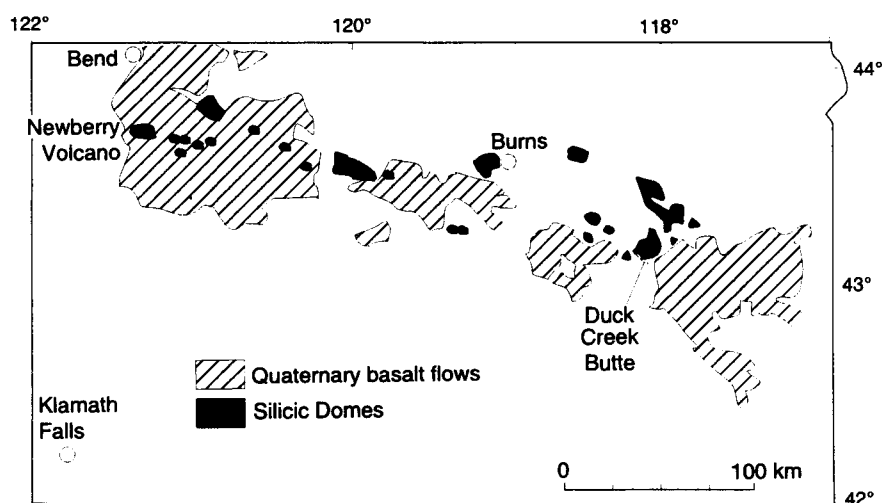 122°
120°
118°
Bend
44°
Newberry
Volcano
Burns
43°
Duck
Creek
Butte
Quaternary basalt flows
Silicic Domes
Klamath
Falls
0
100 km
42°